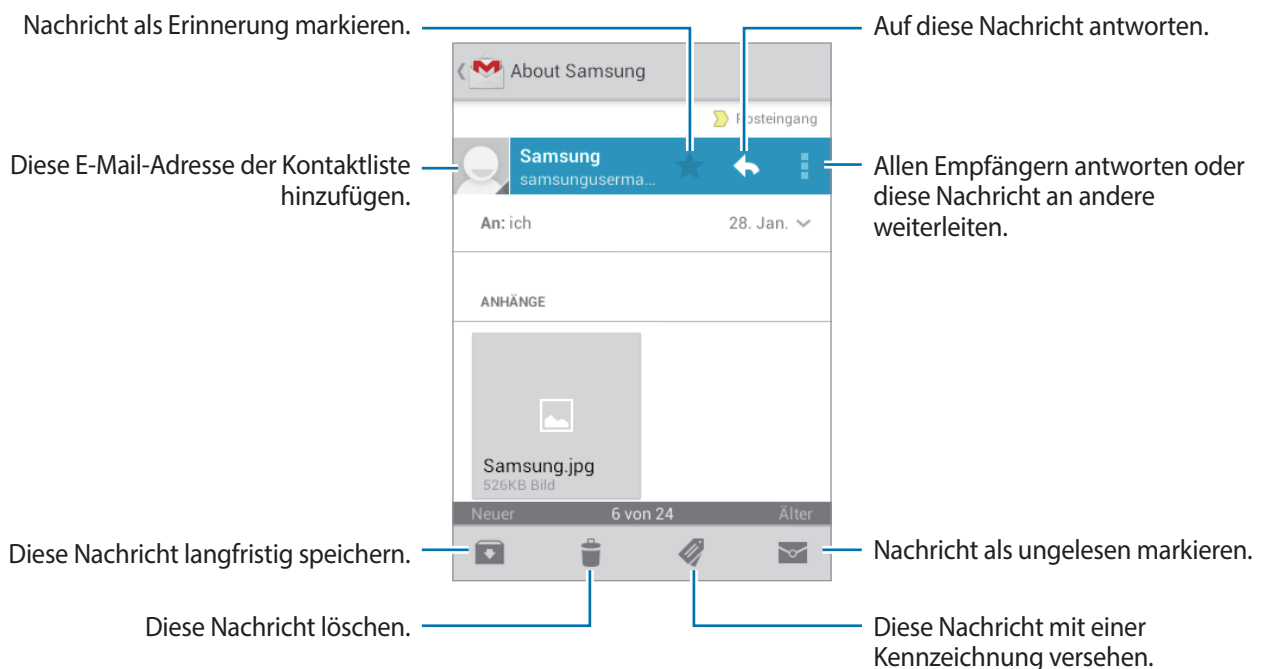 Nachricht als Erinnerung markieren.
Auf diese Nachricht antworten.
About Samsung
Posteingang
Diese E-Mail-Adresse der Kontaktliste
hinzufügen.
Samsung
samsunguserma...
Allen Empfängern antworten oder
diese Nachricht an andere
weiterleiten.
An: ich
28. Jan.
ANHÄNGE
Samsung.jpg
526KB Bild
Neuer
6 von 24
Älter
Diese Nachricht langfristig speichern.
Nachricht als ungelesen markieren.
Diese Nachricht löschen.
Diese Nachricht mit einer
Kennzeichnung versehen.